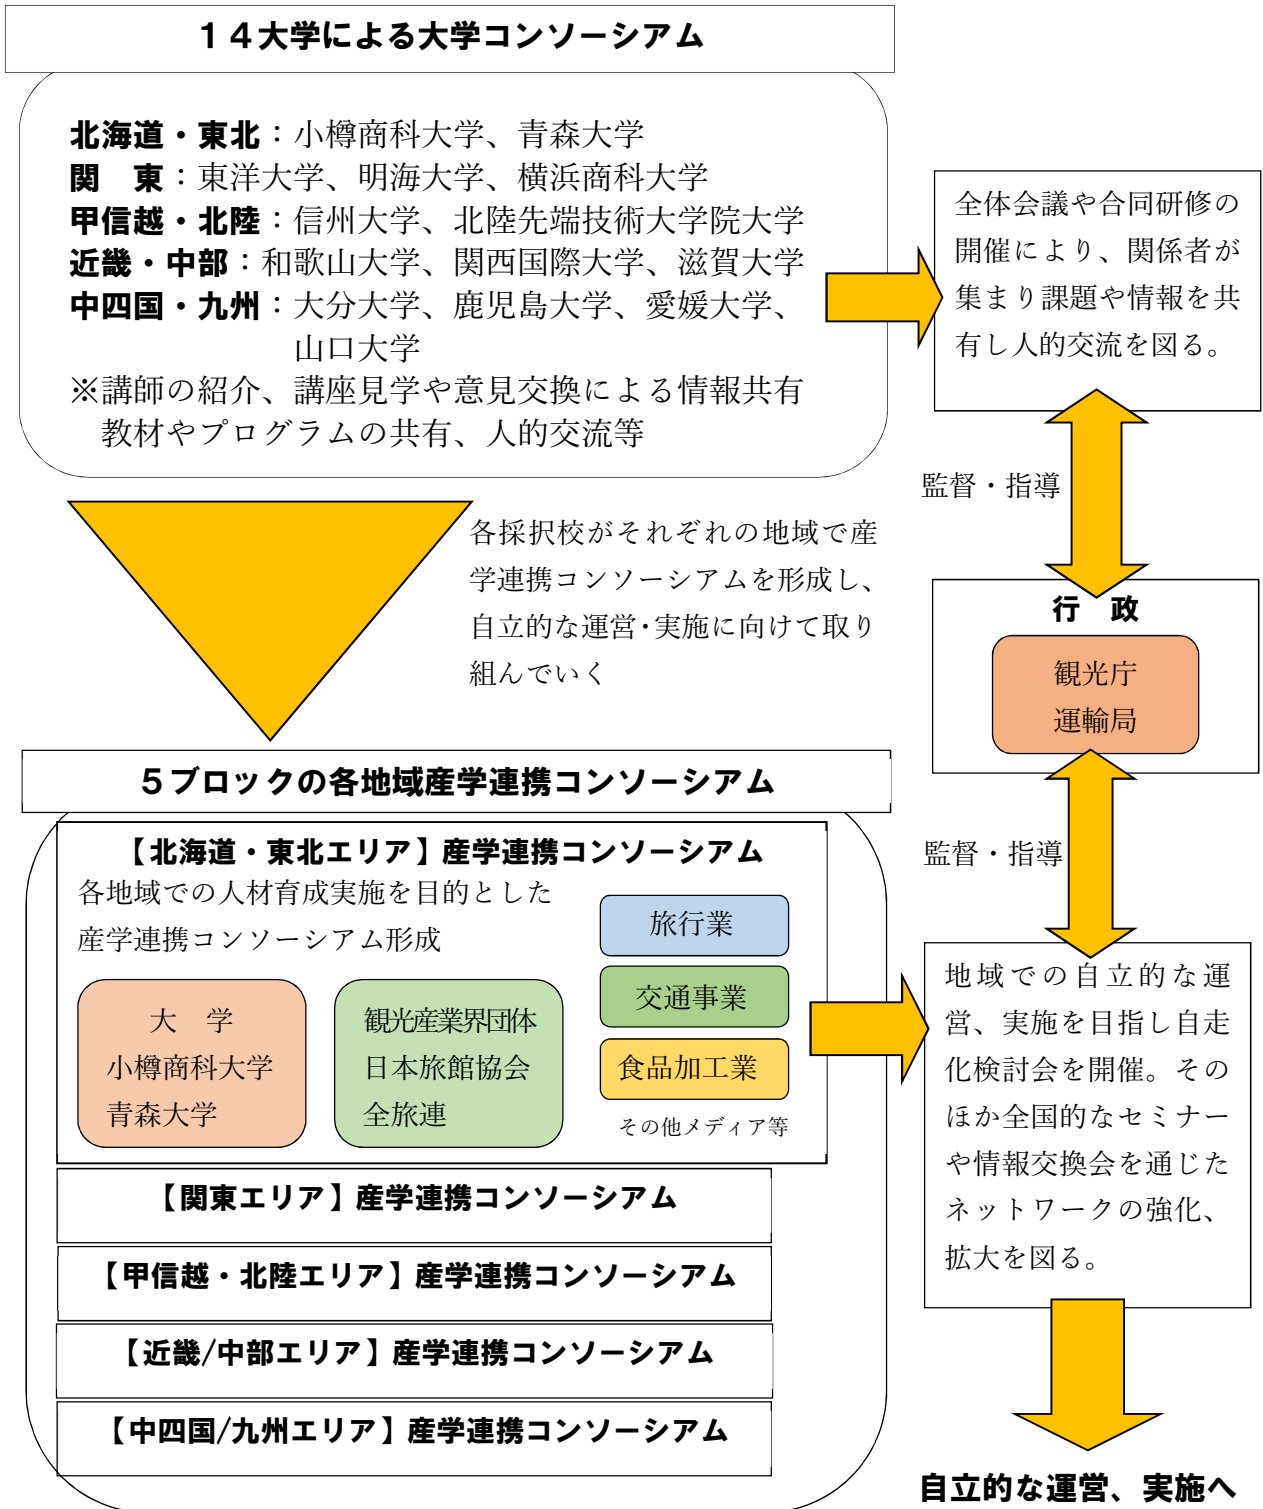 １４大学による大学コンソーシアム
北海道・東北：小樽商科大学、青森大学
関　東：東洋大学、明海大学、横浜商科大学
甲信越・北陸：信州大学、北陸先端技術大学院大学
近畿・中部：和歌山大学、関西国際大学、滋賀大学
中四国・九州：大分大学、鹿児島大学、愛媛大学、
山口大学
※講師の紹介、講座見学や意見交換による情報共有
教材やプログラムの共有、人的交流等
全体会議や合同研修の
開催により、関係者が
集まり課題や情報を共
有し人的交流を図る。
監督・指導
各採択校がそれぞれの地域で産
学連携コンソーシアムを形成し、
自立的な運営・実施に向けて取り
組んでいく
行　政
観光庁
運輸局
５ブロックの各地域産学連携コンソーシアム
【北海道・東北エリア】産学連携コンソーシアム
各地域での人材育成実施を目的とした
産学連携コンソーシアム形成
大　学
小樽商科大学
青森大学
観光産業界団体
日本旅館協会
全旅連
旅行業
交通事業
食品加工業
その他メディア等
監督・指導
地域での自立的な運
営、実施を目指し自走
化検討会を開催。その
ほか全国的なセミナー
や情報交換会を通じた
ネットワークの強化、
拡大を図る。
【関東エリア】産学連携コンソーシアム
【甲信越・北陸エリア】産学連携コンソーシアム
【近畿/中部エリア】産学連携コンソーシアム
【中四国/九州エリア】産学連携コンソーシアム
自立的な運営、実施へ